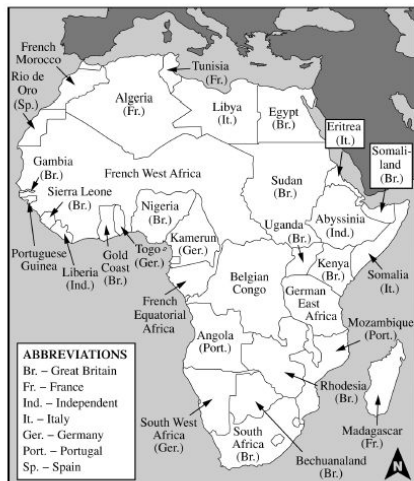 French
Morocco
Rio de
Oro
(Sp.)
Tunisia
(Fr.)
Algeria
(Fr.)
Libya
(It.)
Egypt
(Br.)
Eritrea
(It.)
Somali-
land
(Br.)
Gambia
(Br.)
French West Africa
Sudan
(Br.)
Sierra Leone
(Br.)
Nigeria
(Br.)
Abyssinia
(Ind.)
Uganda
(Br.)
Portuguese
Guinea
Liberia
(Ind.)
Gold
Coast
(Br.)
Togo
(Ger.)
Kamerun
(Ger.)
Kenya
(Br.)
Somalia
(It.)
Belgian
Congo
French
Equatorial Africa
German
East
Africa
Mozambique
(Port.)
Angola
(Port.)
Rhodesia
(Br.)
South West
Africa
(Ger.)
South
Africa
(Br.)
Bechuanaland
(Br.)
Madagascar
(Fr.)
ABBREVIATIONS
Br. – Great Britain
Fr. – France
Ind. – Independent
It. – Italy
Ger. – Germany
Port. – Portugal
Sp. – Spain
N